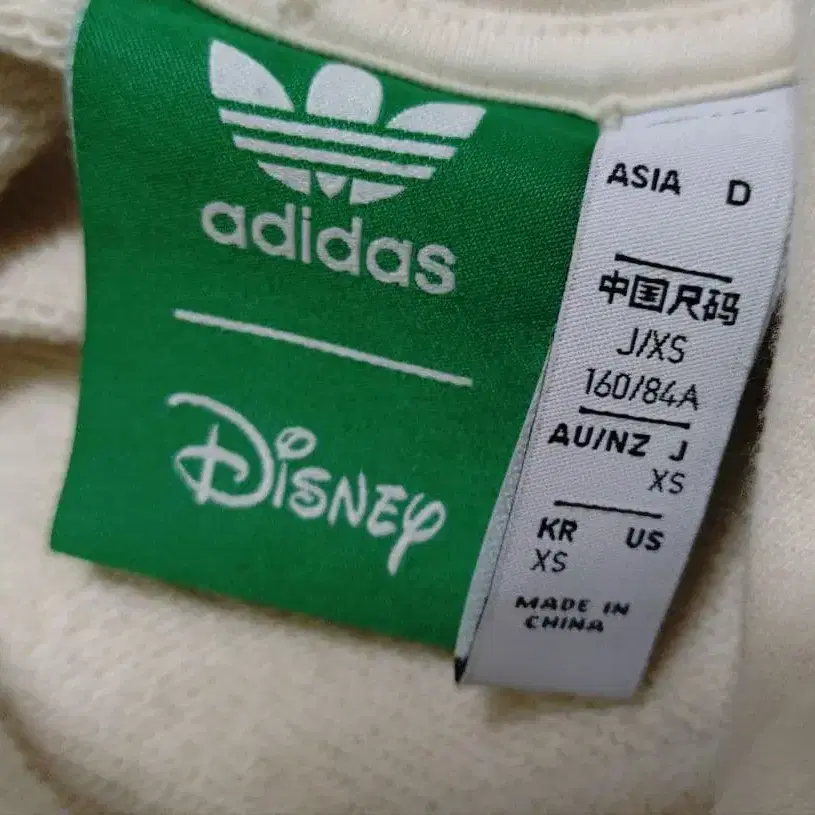 adidas
Disney
ASIA D
中国尺码
J/XS
160/84A
AU/NZ J
XS
KR US
XS
MADE IN
CHINA